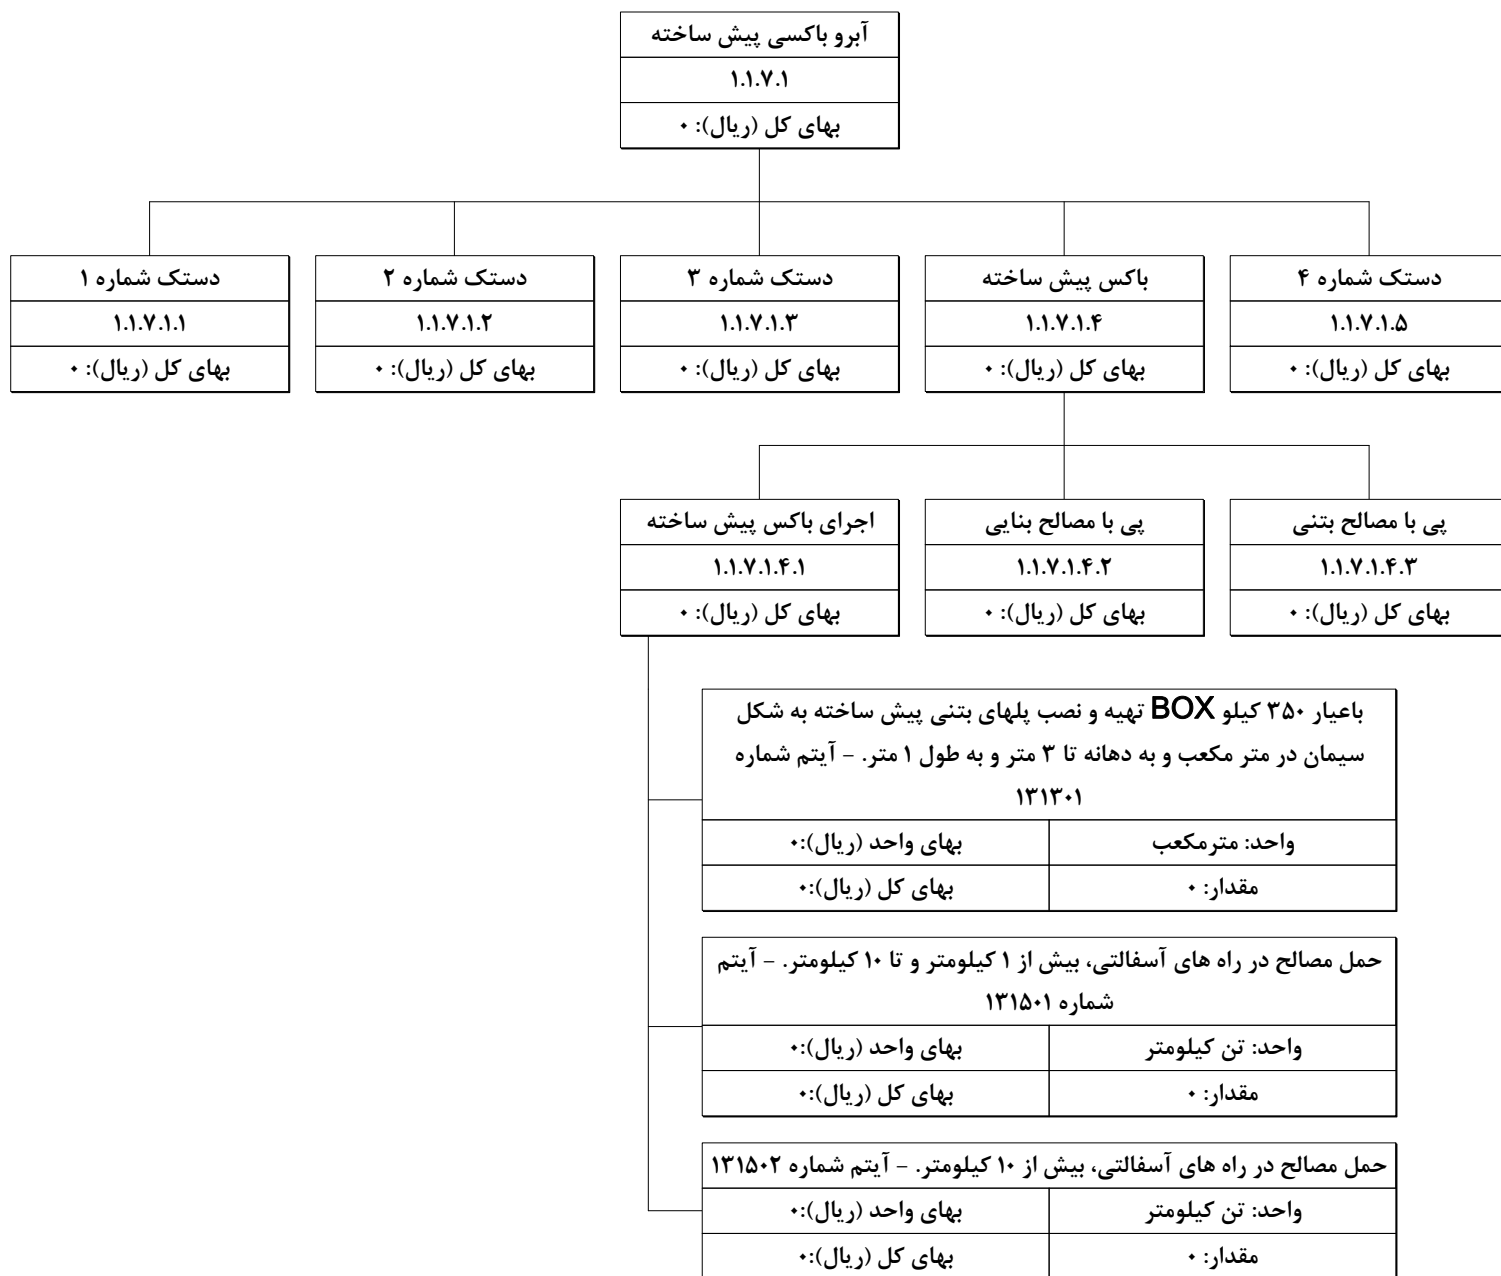 آبرو باکسی پیش ساخته
۱.۱.۷.۱
بهای کل (ریال): ۰
دستک شماره ۱
۱.۱.۷.۱.۱
بهای کل (ریال): ۰
دستک شماره ۲
۱.۱.۷.۱.۲
بهای کل (ریال): ۰
دستک شماره ۳
۱.۱.۷.۱.۳
بهای کل (ریال): ۰
باکس پیش ساخته
۱.۱.۷.۱.۴
بهای کل (ریال): ۰
دستک شماره ۴
۱.۱.۷.۱.۵
بهای کل (ریال): ۰
اجرای باکس پیش ساخته
۱.۱.۷.۱.۴.۱
بهای کل (ریال): ۰
پی با مصالح بنایی
۱.۱.۷.۱.۴.۲
بهای کل (ریال): ۰
پی با مصالح بتنی
۱.۱.۷.۱.۴.۳
بهای کل (ریال): ۰
باعیار ۳۵۰ کیلو BOX تهیه و نصب پلهای بتنی پیش ساخته به شکل
سیمان در متر مکعب و به دهانه تا ۳ متر و به طول ۱ متر. - آیتم شماره
۱۳۱۳۰۱
واحد: مترمکعب
بهای واحد (ریال):۰
مقدار: ۰
بهای کل (ریال):۰
حمل مصالح در راه های آسفالتی، بیش از ۱ کیلومتر و تا ۱۰ کیلومتر. - آیتم
شماره ۱۳۱۵۰۱
واحد: تن کیلومتر
بهای واحد (ریال):۰
مقدار: ۰
بهای کل (ریال):۰
حمل مصالح در راه های آسفالتی، بیش از ۱۰ کیلومتر. - آیتم شماره ۱۳۱۵۰۲
واحد: تن کیلومتر
بهای واحد (ریال):۰
مقدار: ۰
بهای کل (ریال):۰